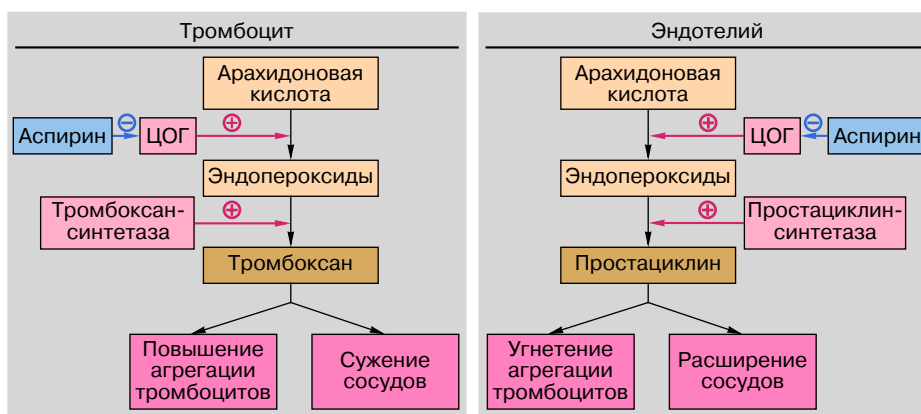 Тромбоцит
Арахидоновая
кислота
Аспирин
⊖
ЦОГ
⊕
Эндопероксиды
Тромбоксан-
синтетаза
⊕
Тромбоксан
Повышение
агрегации
тромбоцитов
Сужение
сосудов
Эндотелий
Арахидоновая
кислота
⊕
ЦОГ
⊖
Аспирин
Эндопероксиды
⊕
Простациклин-
синтетаза
Простациклин
Угнетение
агрегации
тромбоцитов
Расширение
сосудов